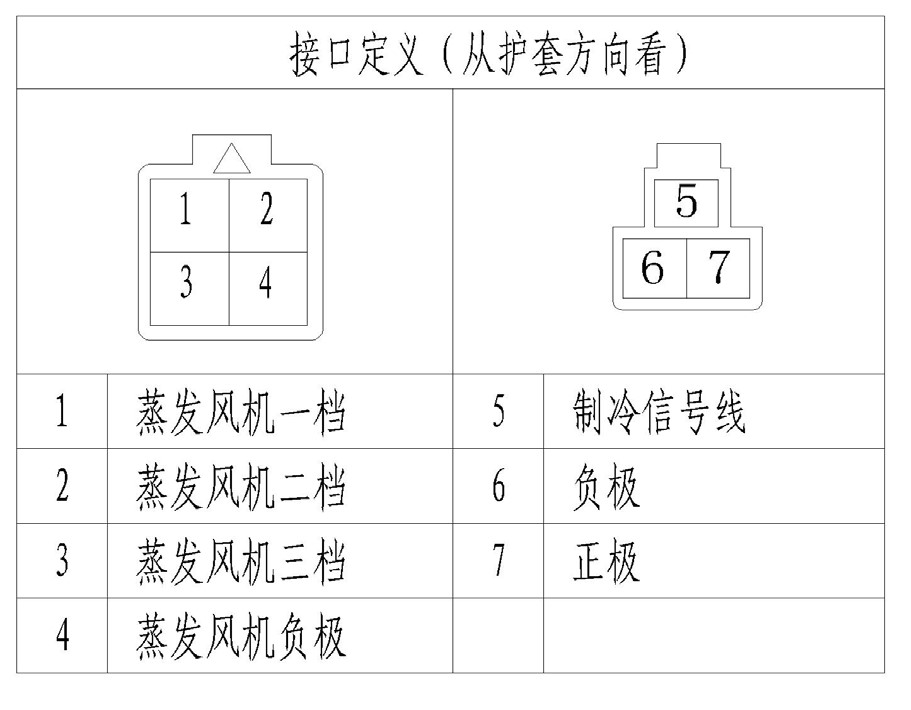 接口定义（从护套方向看）
1 2
3 4
5
6 7
1 蒸发风机一档 5 制冷信号线
2 蒸发风机二档 6 负极
3 蒸发风机三档 7 正极
4 蒸发风机负极